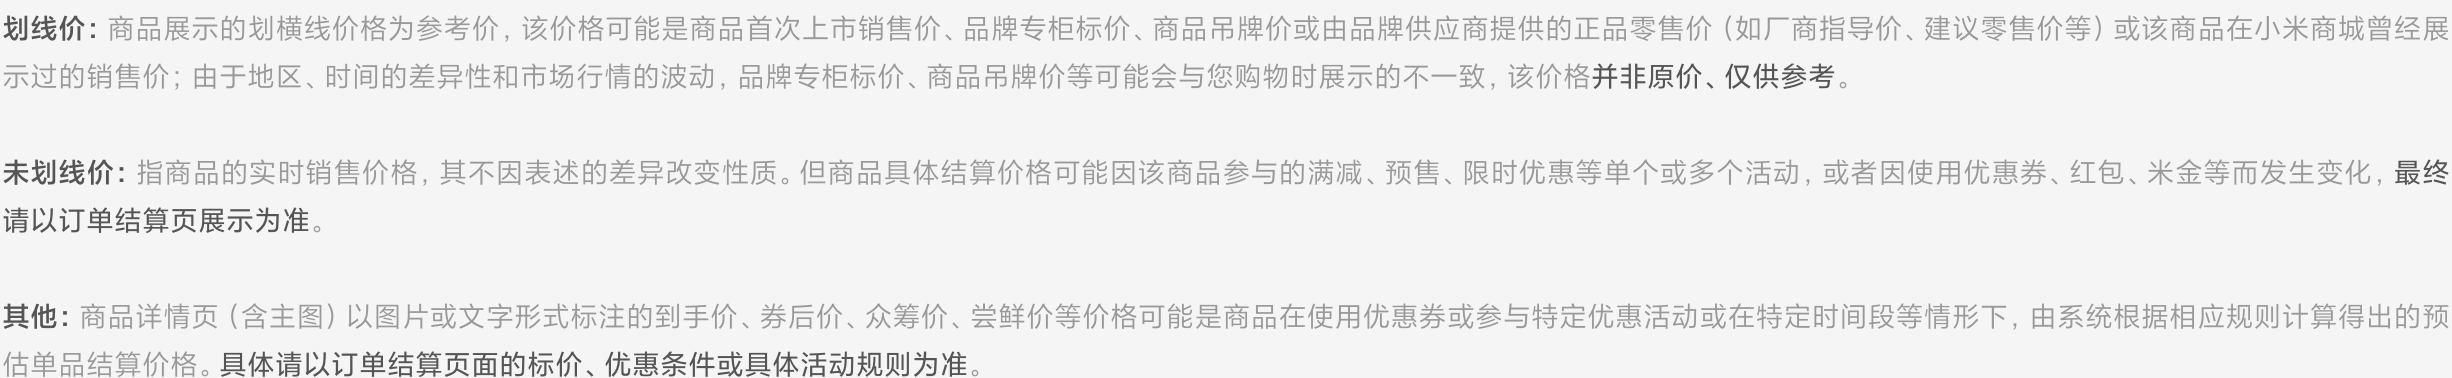 划线价：商品展示的划横线价格为参考价，该价格可能是商品首次上市销售价、品牌专柜标价、商品吊牌价或由品牌供应商提供的正品零售价（如厂商指导价、建议零售价等）或该商品在小米商城曾经展
示过的销售价；由于地区、时间的差异性和市场行情的波动，品牌专柜标价、商品吊牌价等可能会与您购物时展示的不一致，该价格并非原价、仅供参考。
未划线价：指商品的实时销售价格，其不因表述的差异改变性质。但商品具体结算价格可能因该商品参与的满减、预售、限时优惠等单个或多个活动，或者因使用优惠券、红包、米金等而发生变化，最终
请以订单结算页展示为准。
其他：商品详情页（含主图）以图片或文字形式标注的到手价、券后价、众筹价、尝鲜价等价格可能是商品在使用优惠券或参与特定优惠活动或在特定时间段等情形下，由系统根据相应规则计算得出的预
估单品结算价格。具体请以订单结算页面的标价、优惠条件或具体活动规则为准。